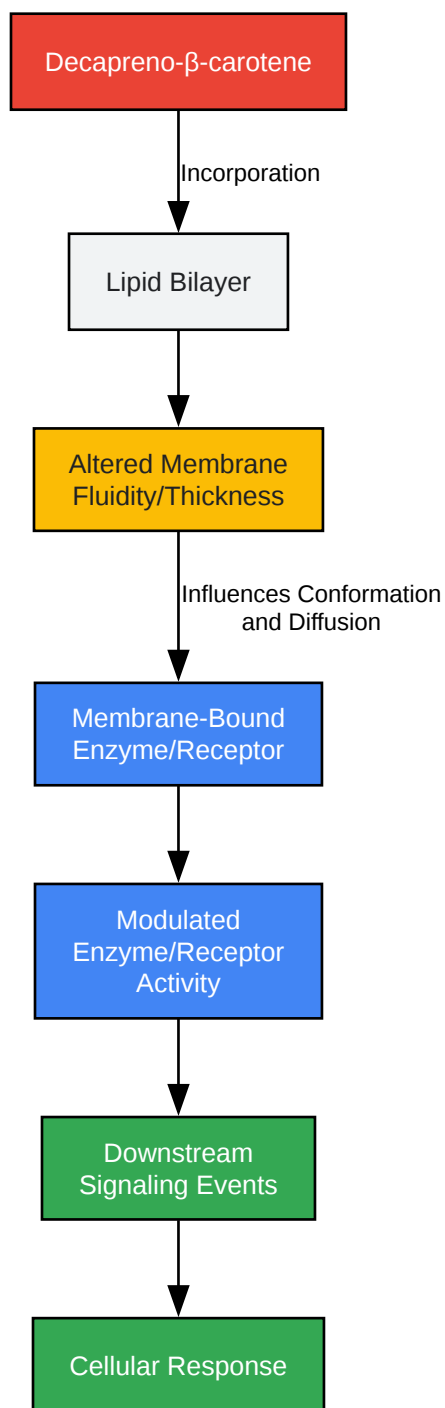 Decapreno-β-carotene
Incorporation
Lipid Bilayer
Altered Membrane
Fluidity/Thickness
Influences Conformation
and Diffusion
Membrane-Bound
Enzyme/Receptor
Modulated
Enzyme/Receptor
Activity
Downstream
Signaling Events
Cellular Response